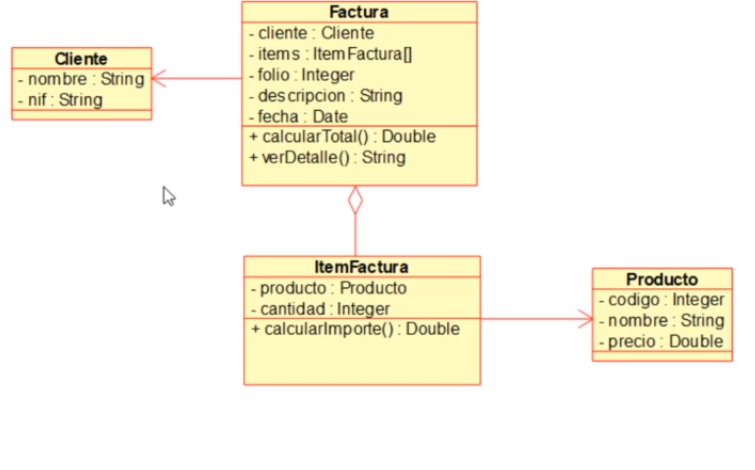 Factura
- cliente : Cliente
- items : ItemFactura[]
- folio : Integer
- descripcion : String
- fecha : Date
+ calcularTotal() : Double
+ verDetalle() : String
Cliente
- nombre : String
- nif : String
ItemFactura
- producto : Producto
- cantidad : Integer
+ calcularImporte() : Double
Producto
- codigo : Integer
- nombre : String
- precio : Double